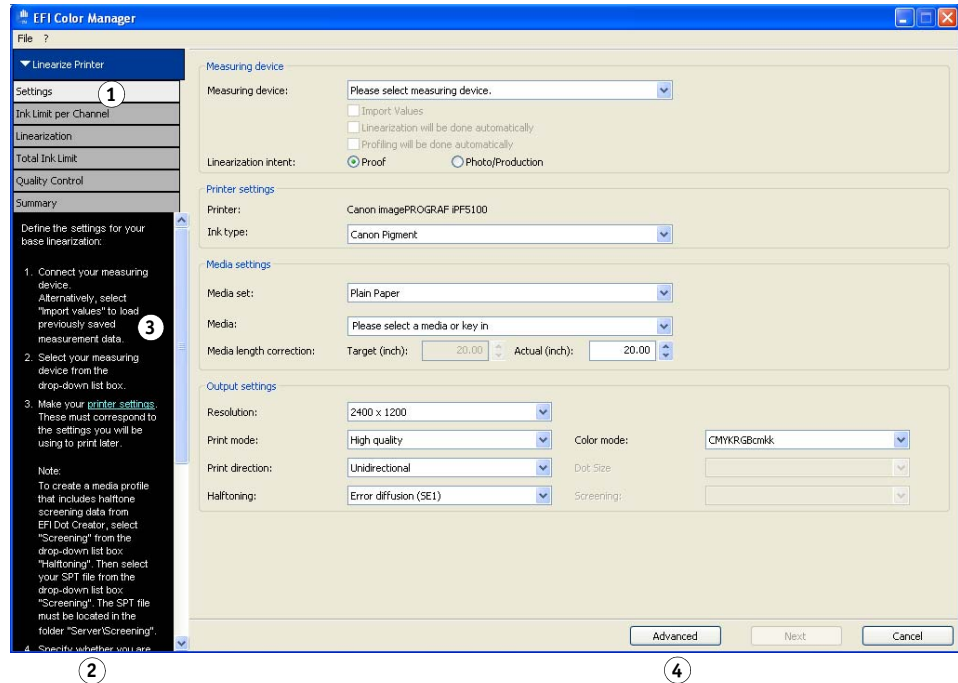 EFI Color Manager
File ?
Linearize Printer
Settings
1
Ink Limit per Channel
Linearization
Total Ink Limit
Quality Control
Summary
Define the settings for your
base linearization:
1. Connect your measuring
device.
Alternatively, select
"Import values" to load
previously saved
measurement data.
3
2. Select your measuring
device from the
drop-down list box.
3. Make your printer settings.
These must correspond to
the settings you will be
using to print later.
Note:
To create a media profile
that includes halftone
screening data from
EFI Dot Creator, select
"Screening" from the
drop-down list box
"Halftoning". Then select
your SPT file from the
drop-down list box
"Screening". The SPT file
must be located in the
folder "Server\Screening".
4. Specify whether you are
2
Measuring device
Measuring device: Please select measuring device.
Import Values
Linearization will be done automatically
Profiling will be done automatically
Linearization intent: Proof Photo/Production
Printer settings
Printer: Canon imagePROGRAF iPF5100
Ink type: Canon Pigment
Media settings
Media set: Plain Paper
Media: Please select a media or key in
Media length correction: Target (inch): 20.00 Actual (inch): 20.00
Output settings
Resolution: 2400 x 1200
Print mode: High quality Color mode: CMYKRGBcmkk
Print direction: Unidirectional Dot Size
Halftoning: Error diffusion (SE1) Screening:
Advanced Next Cancel
4